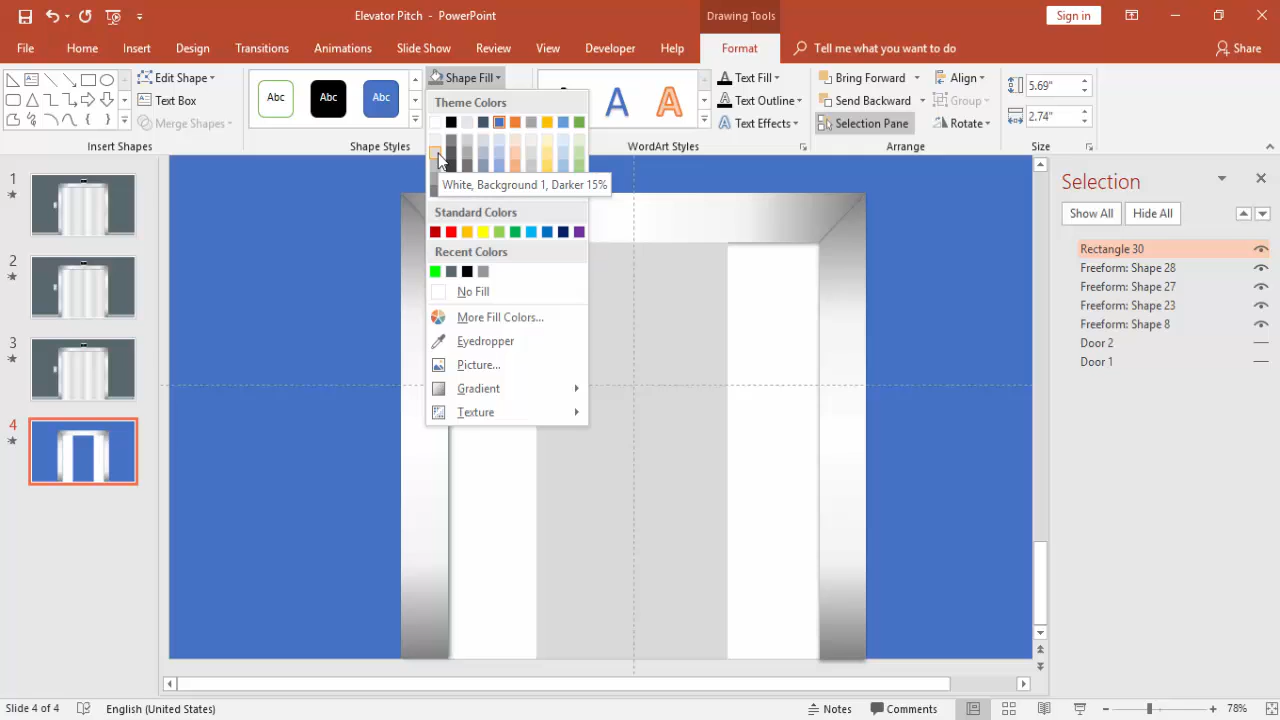 Elevator Pitch - PowerPoint
Drawing Tools
Sign in
File Home Insert Design Transitions Animations Slide Show Review View Developer Help Format Tell me what you want to do Share
Edit Shape
Text Box
Merge Shapes
Insert Shapes
Abc Abc Abc
Shape Styles
Shape Fill
A A
WordArt Styles
Text Fill
Text Outline
Text Effects
Bring Forward
Send Backward
Selection Pane
Align
Group
Rotate
Arrange
5.69"
2.74"
Size
Theme Colors
White, Background 1, Darker 15%
Standard Colors
Recent Colors
No Fill
More Fill Colors...
Eyedropper
Picture...
Gradient
Texture
1
2
3
4
Selection
Show All Hide All
Rectangle 30
Freeform: Shape 28
Freeform: Shape 27
Freeform: Shape 23
Freeform: Shape 8
Door 2
Door 1
Slide 4 of 4 English (United States) Notes Comments 78%